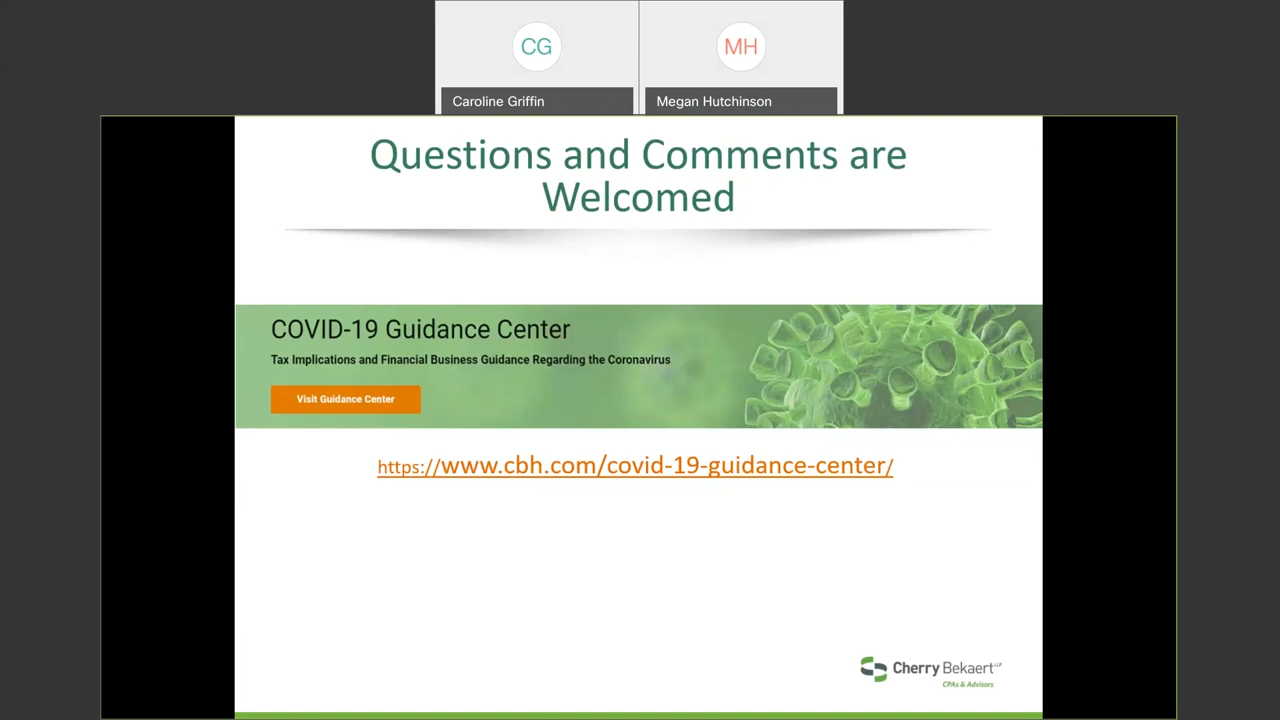 CG
MH
Caroline Griffin
Megan Hutchinson
Questions and Comments are
Welcomed
COVID-19 Guidance Center
Tax Implications and Financial Business Guidance Regarding the Coronavirus
Visit Guidance Center
https://www.cbh.com/covid-19-guidance-center/
Cherry Bekaert LLP
CPAs & Advisors